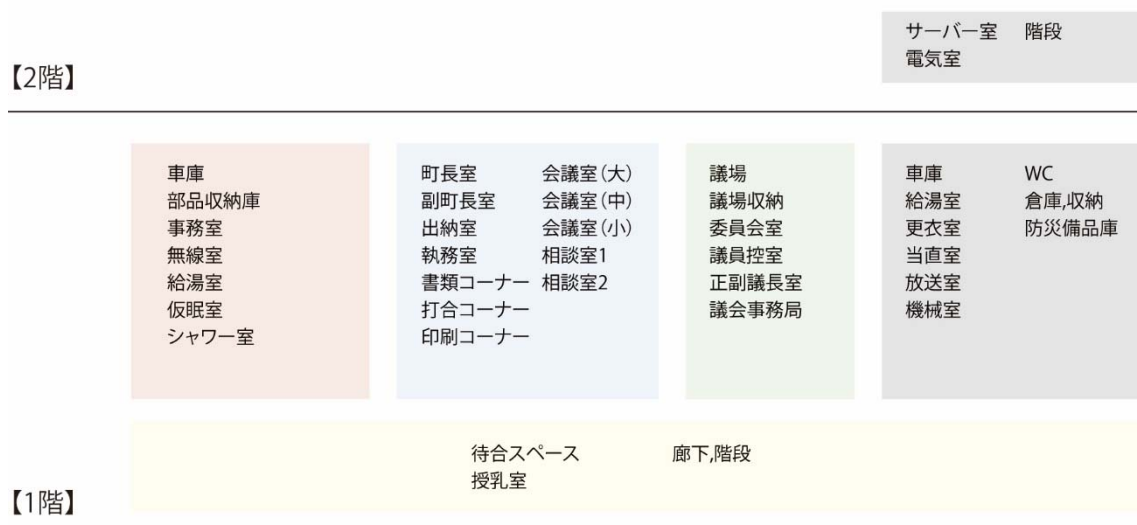 サーバー室 階段
電気室
【2階】
車庫
部品収納庫
事務室
無線室
給湯室
仮眠室
シャワー室
町長室 会議室(大)
副町長室 会議室(中)
出納室 会議室(小)
執務室 相談室1
書類コーナー 相談室2
打合コーナー
印刷コーナー
議場
議場収納
委員会室
議員控室
正副議長室
議会事務局
車庫 WC
給湯室 倉庫,収納
更衣室 防災備品庫
当直室
放送室
機械室
待合スペース 廊下,階段
授乳室
【1階】